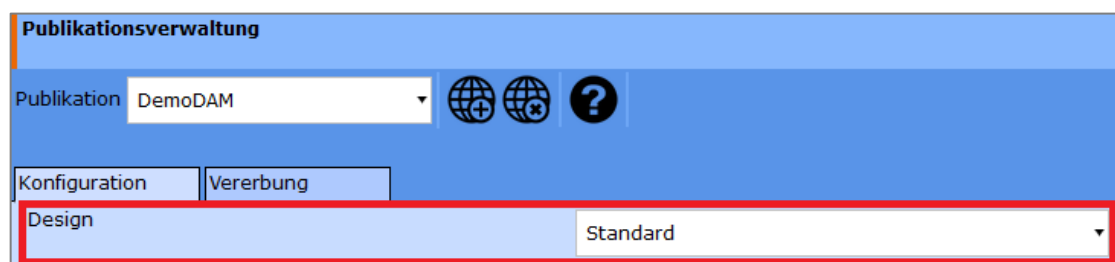 Publikationsverwaltung
Publikation DemoDAM
Konfiguration Vererbung
Design Standard